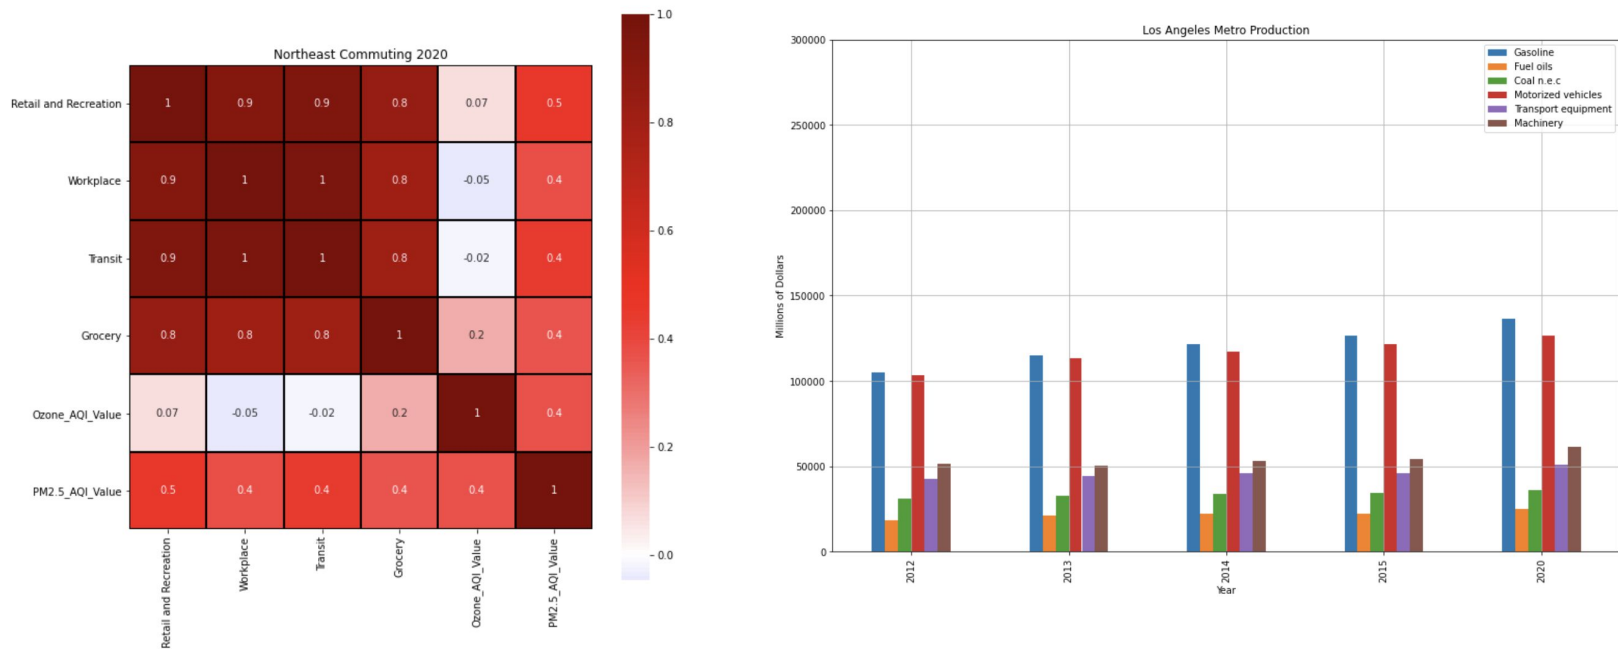 Northeast Commuting 2020
Retail and Recreation 1 0.9 0.9 0.8 0.07 0.5
Workplace 0.9 1 1 0.8 -0.05 0.4
Transit 0.9 1 1 0.8 -0.02 0.4
Grocery 0.8 0.8 0.8 1 0.2 0.4
Ozone_AQI_Value 0.07 -0.05 -0.02 0.2 1 0.4
PM2.5_AQI_Value 0.5 0.4 0.4 0.4 0.4 1
Retail and Recreation
Workplace
Transit
Grocery
Ozone_AQI_Value
PM2.5_AQI_Value
1.0
0.8
0.6
0.4
0.2
0.0
Los Angeles Metro Production
Gasoline
Fuel oils
Coal n.e.c
Motorized vehicles
Transport equipment
Machinery
Millions of Dollars
300000
250000
200000
150000
100000
50000
0
2012 2013 2014 2015 2020
Year